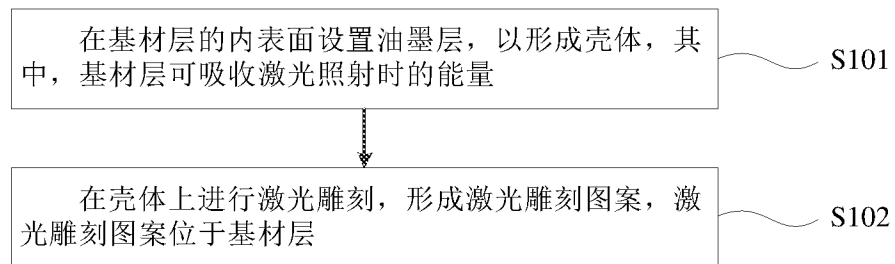 在基材层的内表面设置油墨层，以形成壳体，其
中，基材层可吸收激光照射时的能量
S101
在壳体上进行激光雕刻，形成激光雕刻图案，激
光雕刻图案位于基材层
S102